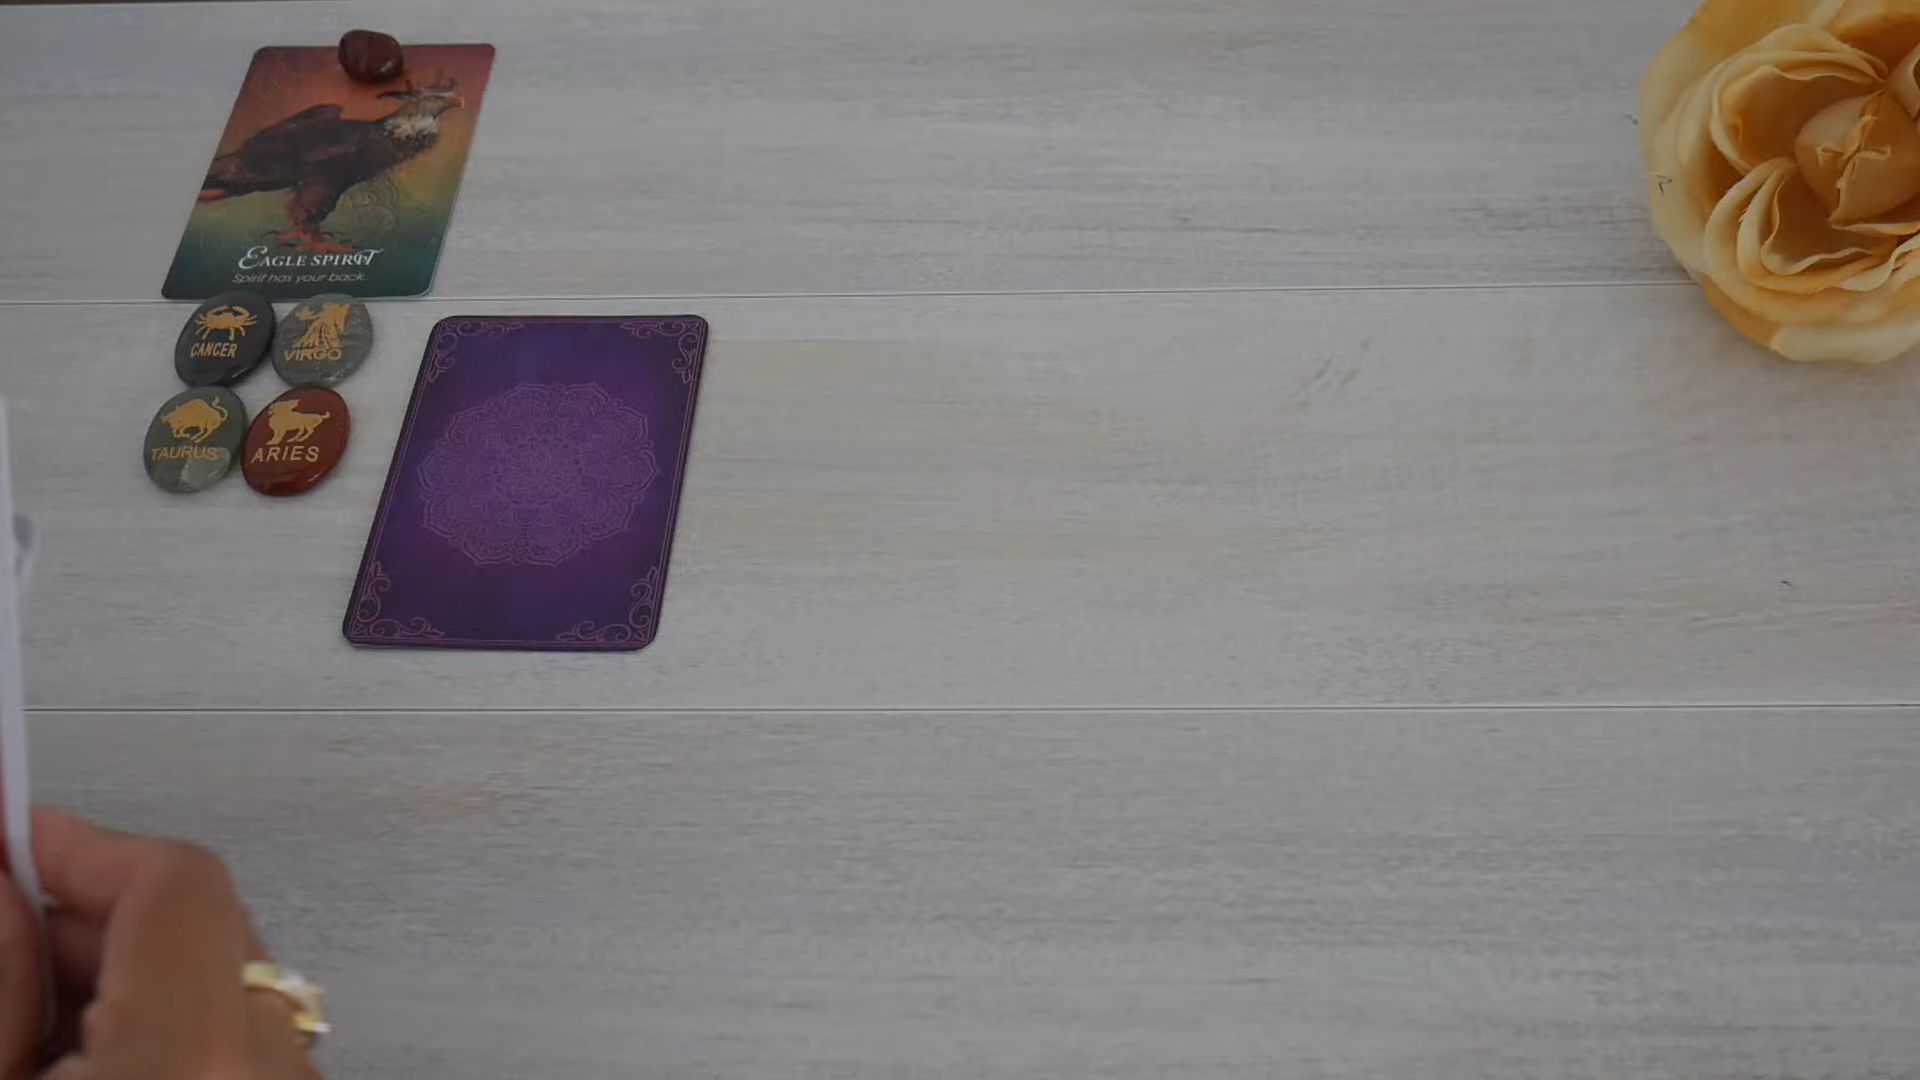 EAGLE SPIRIT
Spirit has your back.
CANCER
VIRGO
TAURUS
ARIES